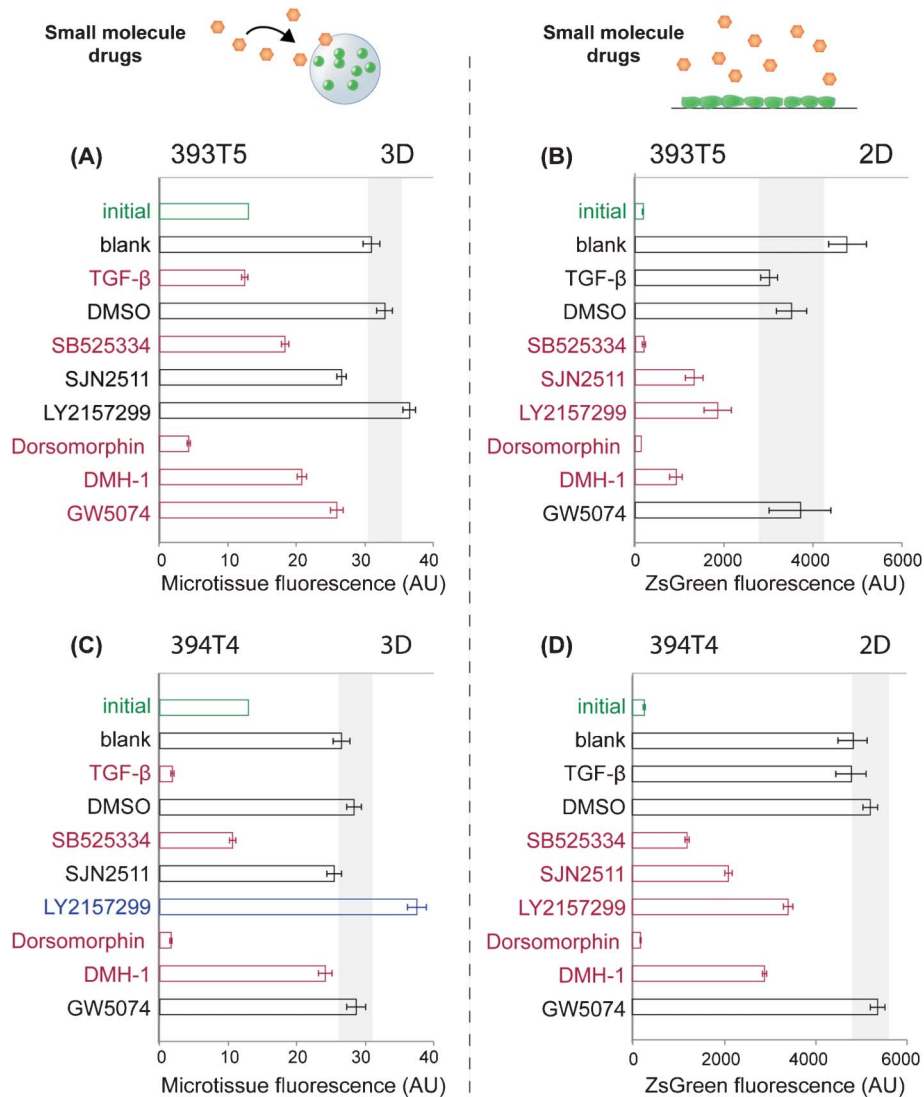 Small molecule
drugs
Small molecule
drugs
(A) 393T5 3D
initial
blank
TGF-β
DMSO
SB525334
SJN2511
LY2157299
Dorsomorphin
DMH-1
GW5074
0 10 20 30 40
Microtissue fluorescence (AU)
(B) 393T5 2D
initial
blank
TGF-β
DMSO
SB525334
SJN2511
LY2157299
Dorsomorphin
DMH-1
GW5074
0 2000 4000 6000
ZsGreen fluorescence (AU)
(C) 394T4 3D
initial
blank
TGF-β
DMSO
SB525334
SJN2511
LY2157299
Dorsomorphin
DMH-1
GW5074
0 10 20 30 40
Microtissue fluorescence (AU)
(D) 394T4 2D
initial
blank
TGF-β
DMSO
SB525334
SJN2511
LY2157299
Dorsomorphin
DMH-1
GW5074
0 2000 4000 6000
ZsGreen fluorescence (AU)